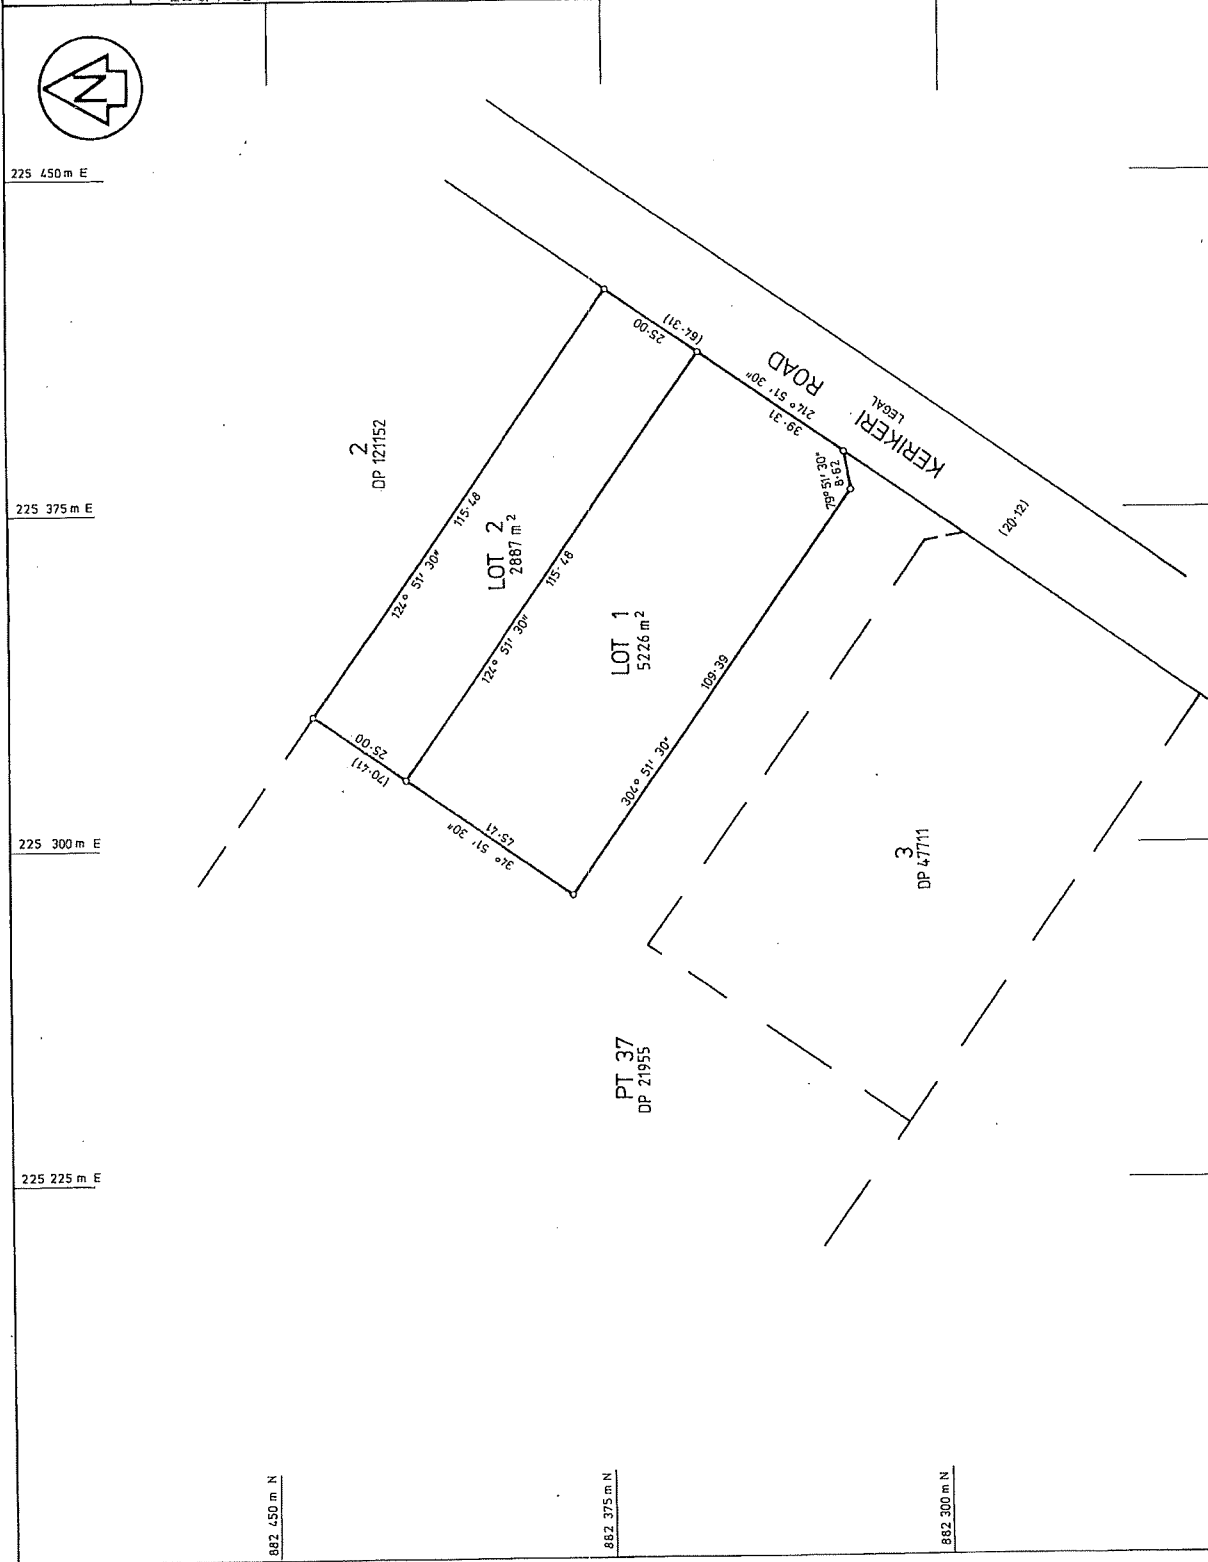 N
225 450 m E
225 375 m E
225 300 m E
225 225 m E
882 450 m N
882 375 m N
882 300 m N
2
DP 121152
LOT 2
2887 m²
124° 51' 30"
115·48
124° 51' 30"
115·48
25·00
(64·31)
25·00
(70·41)
LOT 1
5226 m²
39·31
214° 51' 30"
79° 51' 30"
8·62
109·39
304° 51' 30"
45·41
34° 51' 30"
KERIKERI ROAD
LEGAL
(20·12)
3
DP 47711
PT 37
DP 21955